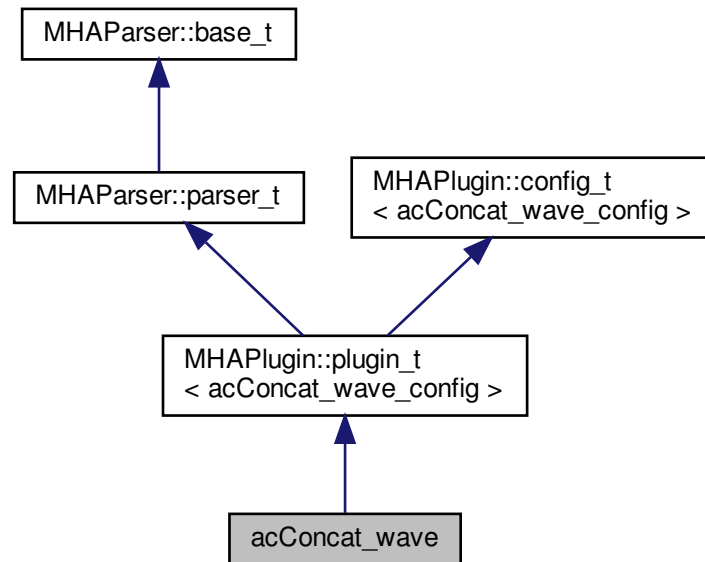 MHAParser::base_t
MHAParser::parser_t
MHAPlugin::config_t
< acConcat_wave_config >
MHAPlugin::plugin_t
< acConcat_wave_config >
acConcat_wave